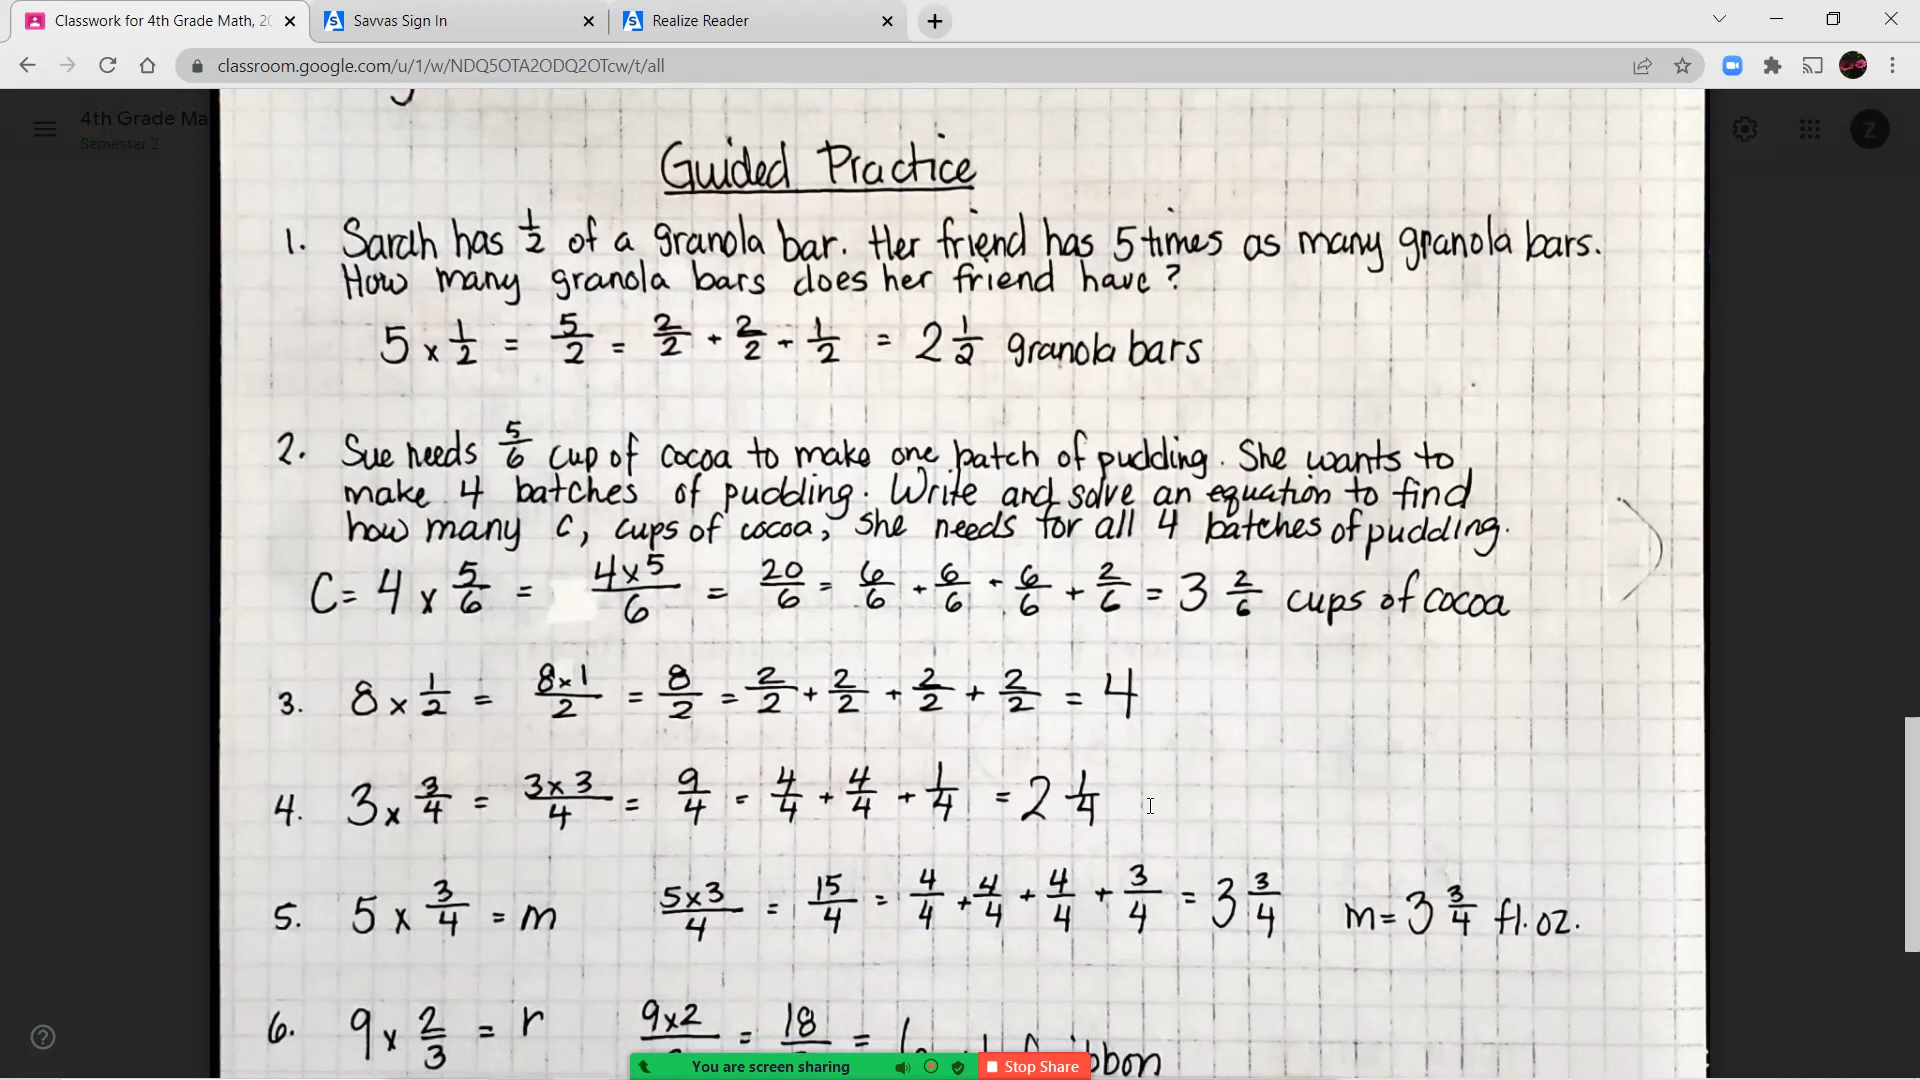 Classwork for 4th Grade Math, 20
Savvas Sign In
Realize Reader
classroom.google.com/u/1/w/NDQ5OTA2ODQ2OTcw/t/all
4th Grade Ma
Semester 2
Z
Guided Practice
1. Sarah has 1/2 of a granola bar. Her friend has 5 times as many granola bars.
How many granola bars does her friend have?
5 x 1/2 = 5/2 = 2/2 + 2/2 + 1/2 = 2 1/2 granola bars
2. Sue needs 5/6 cup of cocoa to make one batch of pudding. She wants to
make 4 batches of pudding. Write and solve an equation to find
how many c, cups of cocoa, she needs for all 4 batches of pudding.
C = 4 x 5/6 = 4x5/6 = 20/6 = 6/6 + 6/6 + 6/6 + 2/6 = 3 2/6 cups of cocoa
3. 8 x 1/2 = 8x1/2 = 8/2 = 2/2 + 2/2 + 2/2 + 2/2 = 4
4. 3 x 3/4 = 3x3/4 = 9/4 = 4/4 + 4/4 + 1/4 = 2 1/4
5. 5 x 3/4 = m 5x3/4 = 15/4 = 4/4 + 4/4 + 4/4 + 3/4 = 3 3/4 m = 3 3/4 fl. oz.
6. 9 x 2/3 = r 9x2 = 18 =
You are screen sharing
Stop Share